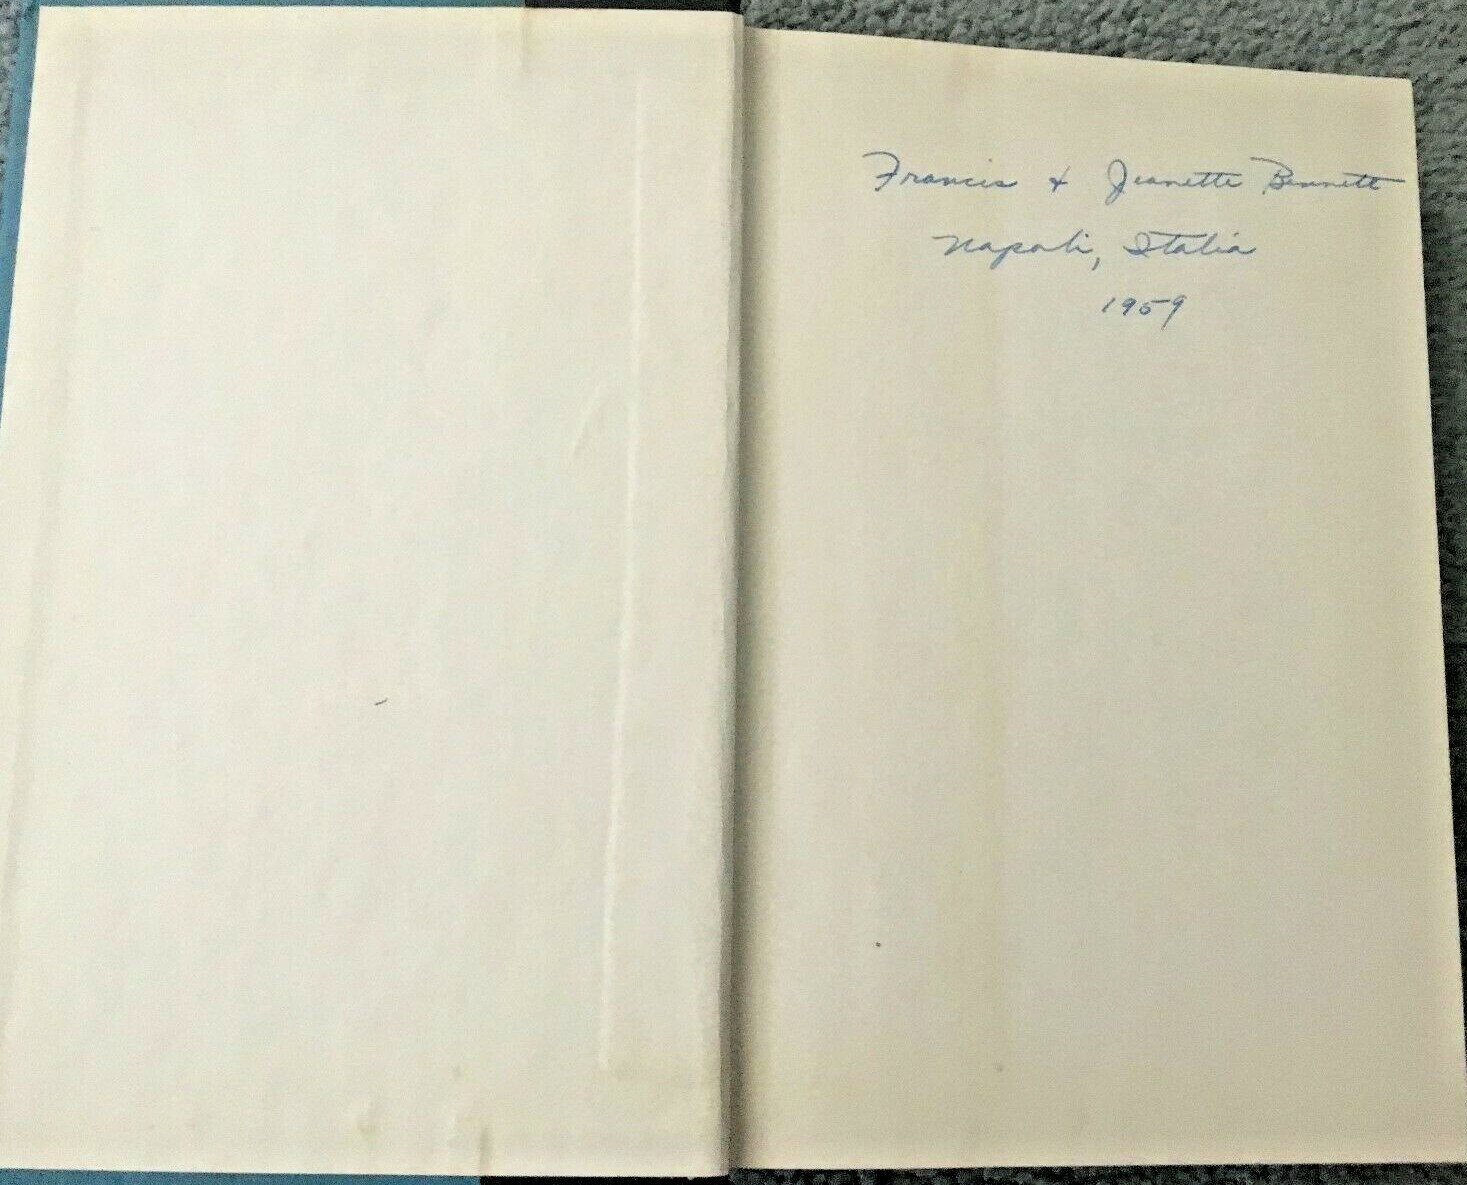 Francis + Jeanette Bennett
Napoli, Italia
1959